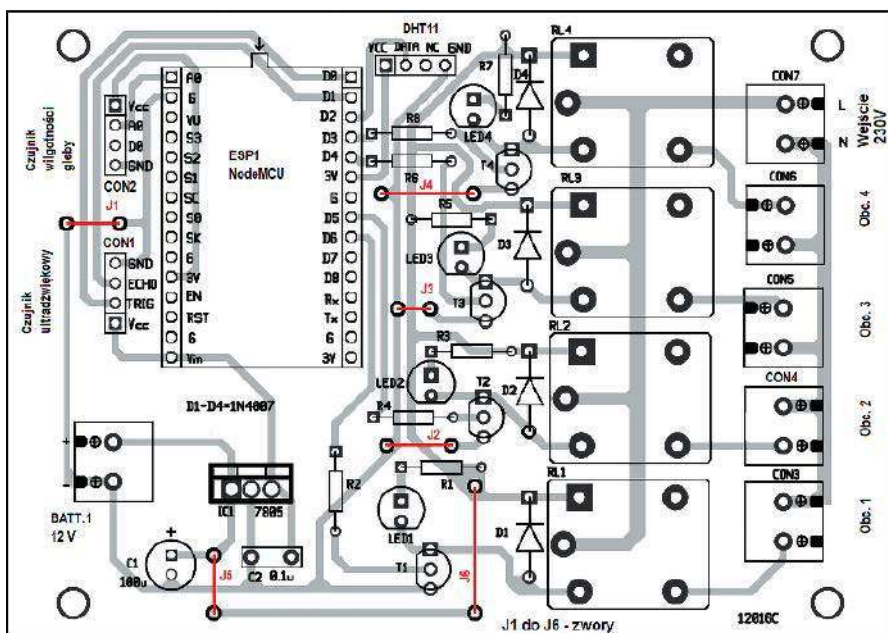 DHT11
VCC DATA NC GND
RL4
R7
D4
CON7
L
N
Wejście
230V
A0
G
VU
S3
S2
S1
SC
S0
SK
G
3V
EN
RST
G
Vin
ESP1
NodeMCU
D0
D1
D2
D3
D4
3V
G
D5
D6
D7
D8
Rx
Tx
G
3V
Czujnik
wilgotności
gleby
Vcc
A0
D0
GND
CON2
J1
CON1
GND
ECHO
TRIG
Vcc
Czujnik
ultradźwiękowy
R8
R6
LED4
T4
J4
R5
RL3
LED3
D3
T3
J3
CON6
Obc. 4
CON5
Obc. 3
R3
RL2
LED2
T2
D2
R4
J2
CON4
Obc. 2
D1-D4=1N4007
+
-
BATT.1
12 V
IC1 7805
R2
R1
LED1
RL1
D1
T1
J6
CON3
Obc. 1
+
C1
100u
J5
C2 0.1u
J1 do J6 - zwory
12016C